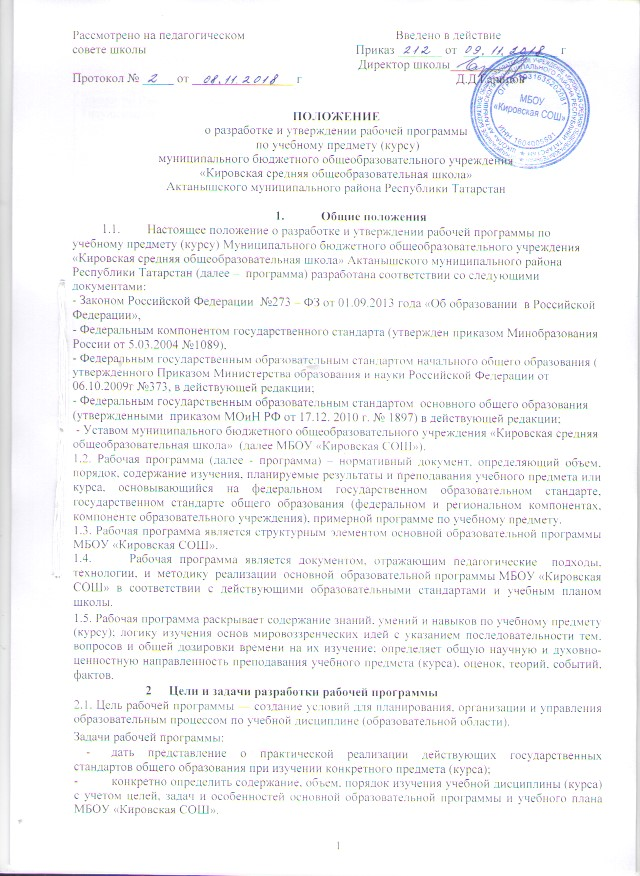 Рассмотрено на педагогическом Введено в действие
совете школы Приказ 212 от 09.11.2018 г
Директор школы
Протокол № 2 от 08.11.2018 г Д.Д.Гарипов
МБОУ
«Кировская СОШ»
ПОЛОЖЕНИЕ
о разработке и утверждении рабочей программы
по учебному предмету (курсу)
муниципального бюджетного общеобразовательного учреждения
«Кировская средняя общеобразовательная школа»
Актанышского муниципального района Республики Татарстан
1. Общие положения
1.1. Настоящее положение о разработке и утверждении рабочей программы по
учебному предмету (курсу) Муниципального бюджетного общеобразовательного учреждения
«Кировская средняя общеобразовательная школа» Актанышского муниципального района
Республики Татарстан (далее – программа) разработана соответствии со следующими
документами:
- Законом Российской Федерации №273 – ФЗ от 01.09.2013 года «Об образовании в Российской
Федерации»,
- Федеральным компонентом государственного стандарта (утвержден приказом Минобразования
России от 5.03.2004 №1089).
- Федеральным государственным образовательным стандартом начального общего образования (
утвержденного Приказом Министерства образования и науки Российской Федерации от
06.10.2009г №373, в действующей редакции;
- Федеральным государственным образовательным стандартом основного общего образования
(утвержденными приказом МОиН РФ от 17.12. 2010 г. № 1897) в действующей редакции;
- Уставом муниципального бюджетного общеобразовательного учреждения «Кировская средняя
общеобразовательная школа» (далее МБОУ «Кировская СОШ»).
1.2. Рабочая программа (далее - программа) – нормативный документ, определяющий объем,
порядок, содержание изучения, планируемые результаты и преподавания учебного предмета или
курса, основывающийся на федеральном государственном образовательном стандарте,
государственном стандарте общего образования (федеральном и региональном компонентах,
компоненте образовательного учреждения), примерной программе по учебному предмету.
1.3. Рабочая программа является структурным элементом основной образовательной программы
МБОУ «Кировская СОШ».
1.4. Рабочая программа является документом, отражающим педагогические подходы,
технологии, и методику реализации основной образовательной программы МБОУ «Кировская
СОШ» в соответствии с действующими образовательными стандартами и учебным планом
школы.
1.5. Рабочая программа раскрывает содержание знаний, умений и навыков по учебному предмету
(курсу); логику изучения основ мировоззренческих идей с указанием последовательности тем,
вопросов и общей дозировки времени на их изучение; определяет общую научную и духовно-
ценностную направленность преподавания учебного предмета (курса), оценок, теорий, событий,
фактов.
2 Цели и задачи разработки рабочей программы
2.1. Цель рабочей программы — создание условий для планирования, организации и управления
образовательным процессом по учебной дисциплине (образовательной области).
Задачи рабочей программы:
- дать представление о практической реализации действующих государственных
стандартов общего образования при изучении конкретного предмета (курса);
- конкретно определить содержание, объем, порядок изучения учебной дисциплины (курса)
с учетом целей, задач и особенностей основной образовательной программы и учебного плана
МБОУ «Кировская СОШ».
1